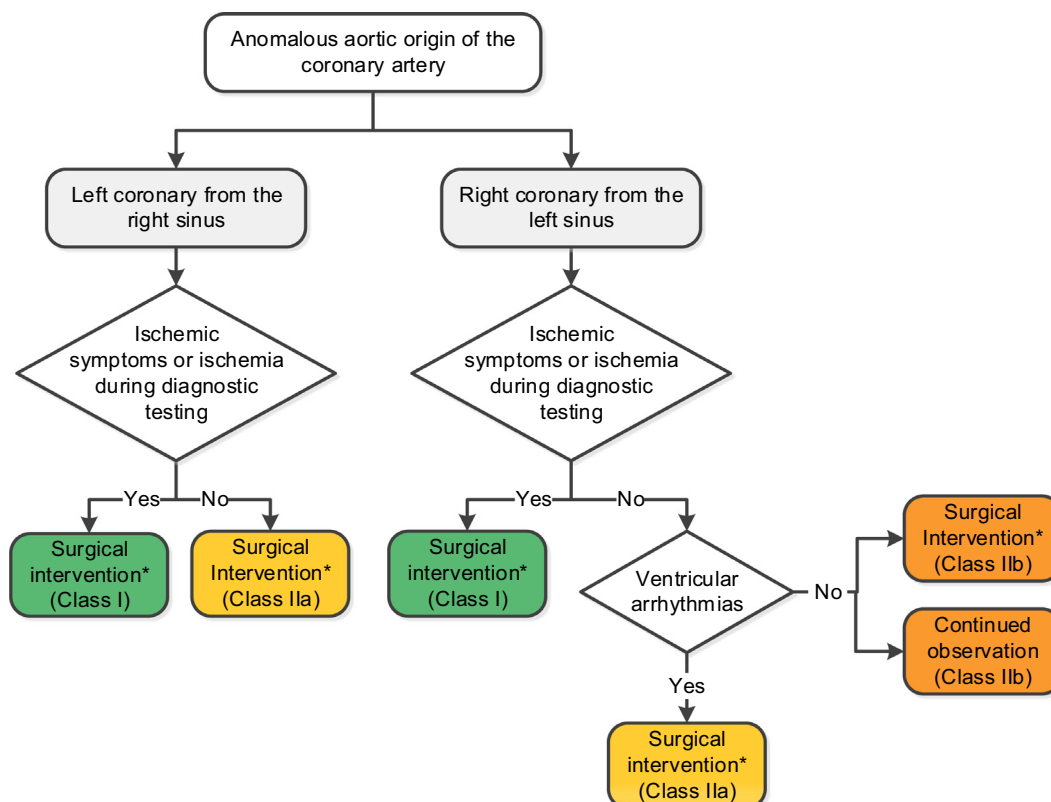 Anomalous aortic origin of the
coronary artery
Left coronary from the
right sinus
Right coronary from the
left sinus
Ischemic
symptoms or ischemia
during diagnostic
testing
Ischemic
symptoms or ischemia
during diagnostic
testing
Yes
No
Yes
No
Surgical
intervention*
(Class I)
Surgical
Intervention*
(Class IIa)
Surgical
intervention*
(Class I)
Ventricular
arrhythmias
No
Surgical
Intervention*
(Class IIb)
Continued
observation
(Class IIb)
Yes
Surgical
intervention*
(Class IIa)